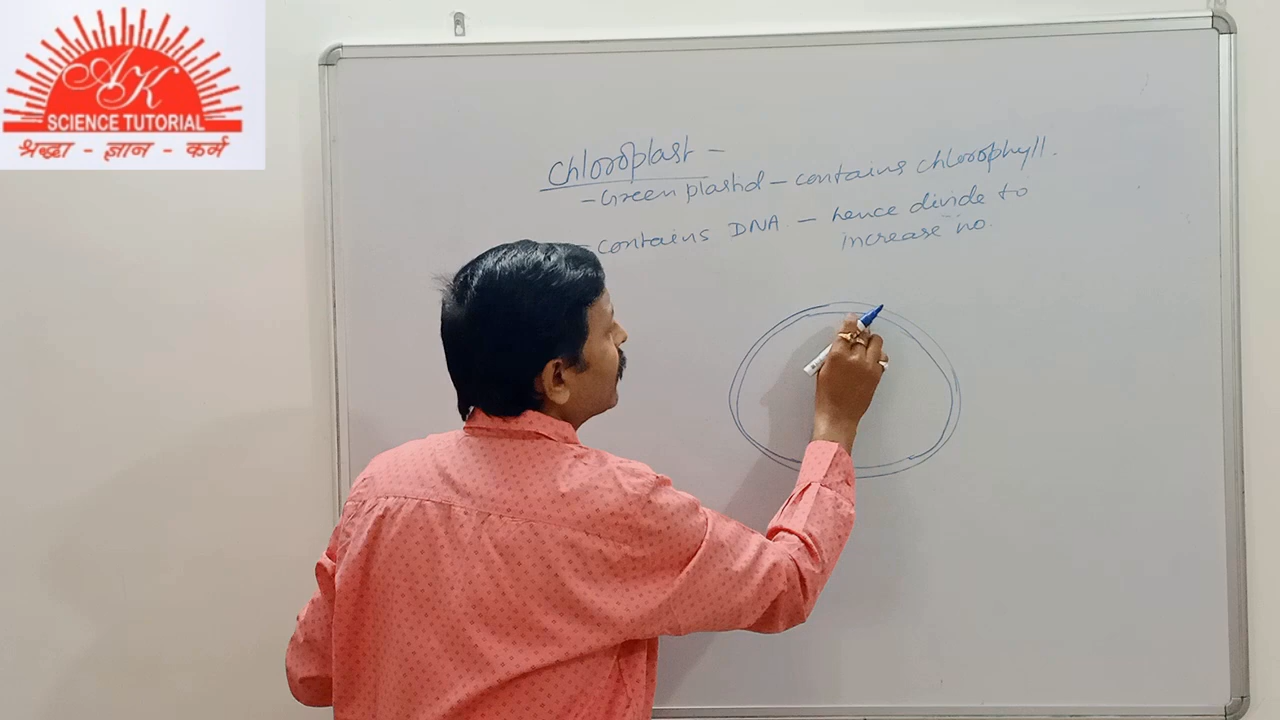 AK
SCIENCE TUTORIAL
श्रद्धा - ज्ञान - कर्म
Chloroplast -
- Green plastid - contains chlorophyll.
- contains DNA - hence divide to
increase no.